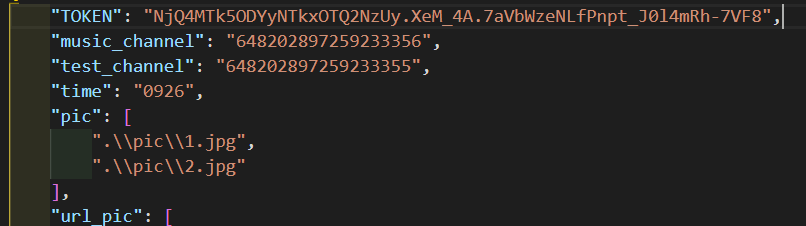 "TOKEN": "NjQ4MTk5ODYyNTkxOTQ2NzUy.XeM_4A.7aVbWzeNLfPnpt_J0l4mRh-7VF8",
"music_channel": "648202897259233356",
"test_channel": "648202897259233355",
"time": "0926",
"pic": [
".\\pic\\1.jpg",
".\\pic\\2.jpg"
],
"url_pic": [